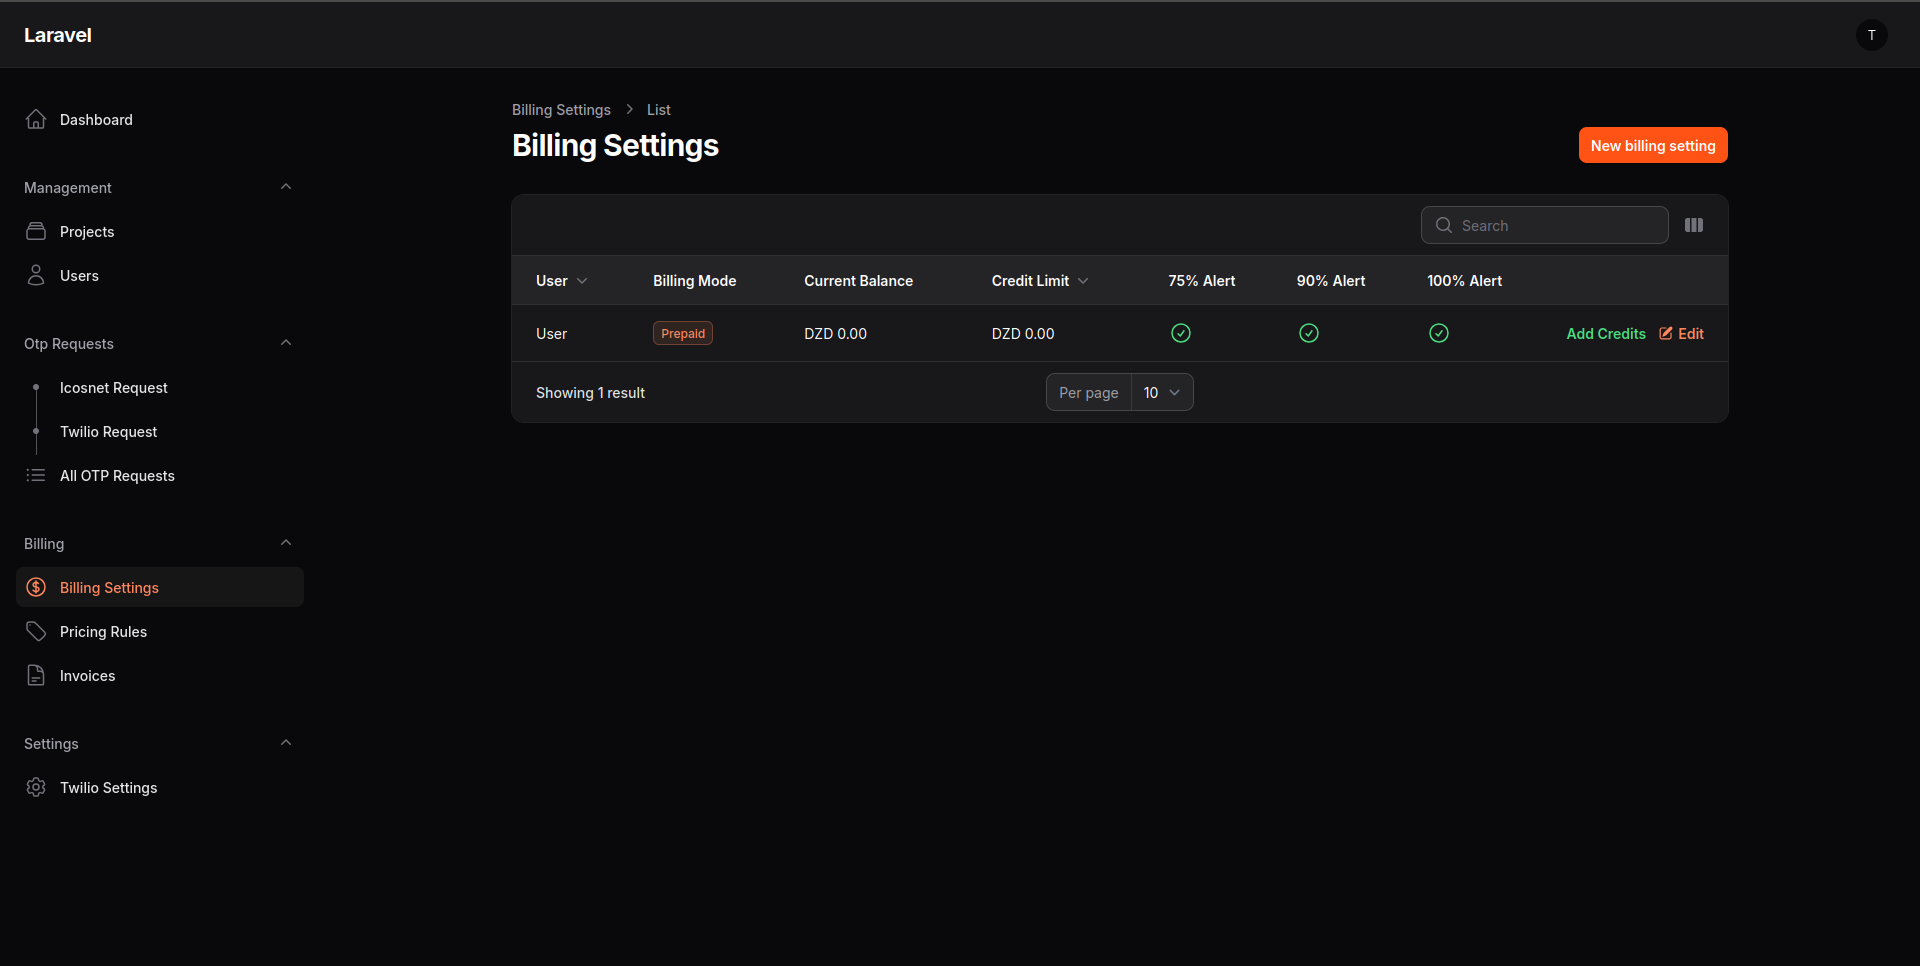 Laravel
T
Dashboard
Management
Projects
Users
Otp Requests
Icosnet Request
Twilio Request
All OTP Requests
Billing
Billing Settings
Pricing Rules
Invoices
Settings
Twilio Settings
Billing Settings List
Billing Settings
New billing setting
Search
User Billing Mode Current Balance Credit Limit 75% Alert 90% Alert 100% Alert
User Prepaid DZD 0.00 DZD 0.00 Add Credits Edit
Showing 1 result Per page 10